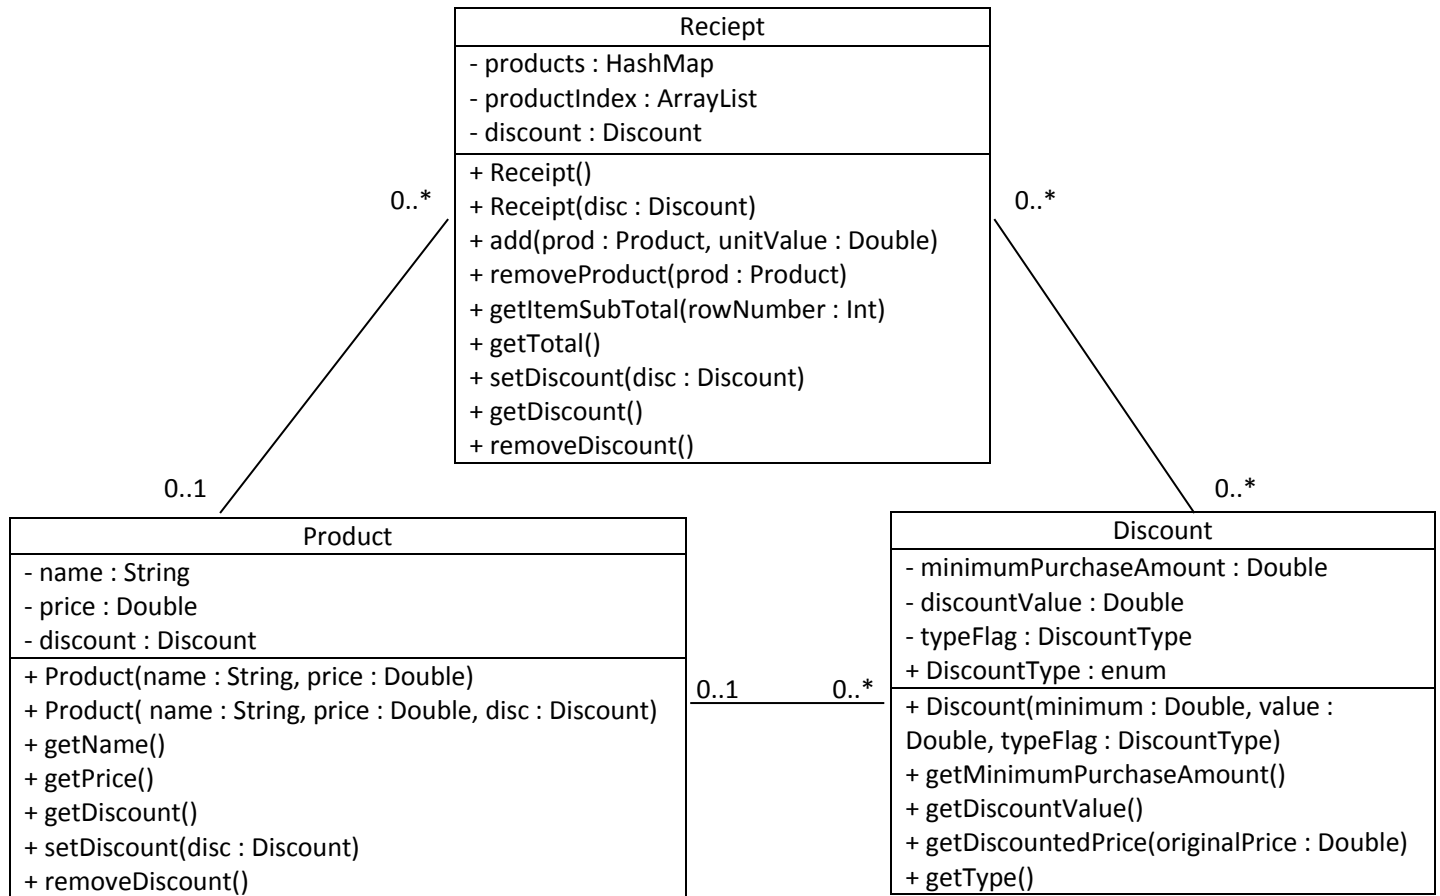 Reciept
- products : HashMap
- productIndex : ArrayList
- discount : Discount
+ Receipt()
+ Receipt(disc : Discount)
+ add(prod : Product, unitValue : Double)
+ removeProduct(prod : Product)
+ getItemSubTotal(rowNumber : Int)
+ getTotal()
+ setDiscount(disc : Discount)
+ getDiscount()
+ removeDiscount()
0..*
0..*
0..1
0..*
Product
- name : String
- price : Double
- discount : Discount
+ Product(name : String, price : Double)
+ Product( name : String, price : Double, disc : Discount)
+ getName()
+ getPrice()
+ getDiscount()
+ setDiscount(disc : Discount)
+ removeDiscount()
0..1
0..*
Discount
- minimumPurchaseAmount : Double
- discountValue : Double
- typeFlag : DiscountType
+ DiscountType : enum
+ Discount(minimum : Double, value :
Double, typeFlag : DiscountType)
+ getMinimumPurchaseAmount()
+ getDiscountValue()
+ getDiscountedPrice(originalPrice : Double)
+ getType()